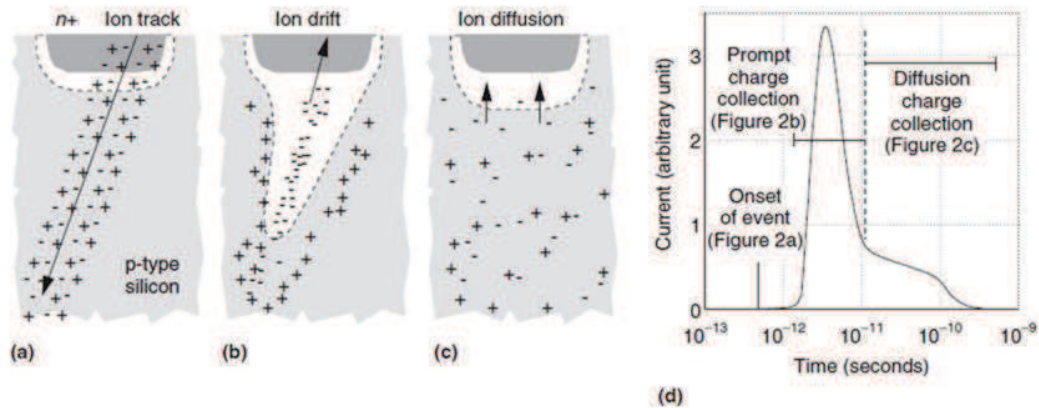 n+ Ion track
p-type
silicon
(a)
Ion drift
(b)
Ion diffusion
(c)
3
2
1
0
Current (arbitrary unit)
Prompt
charge
collection
(Figure 2b)
Diffusion
charge
collection
(Figure 2c)
Onset
of event
(Figure 2a)
10⁻¹³ 10⁻¹² 10⁻¹¹ 10⁻¹⁰ 10⁻⁹
Time (seconds)
(d)